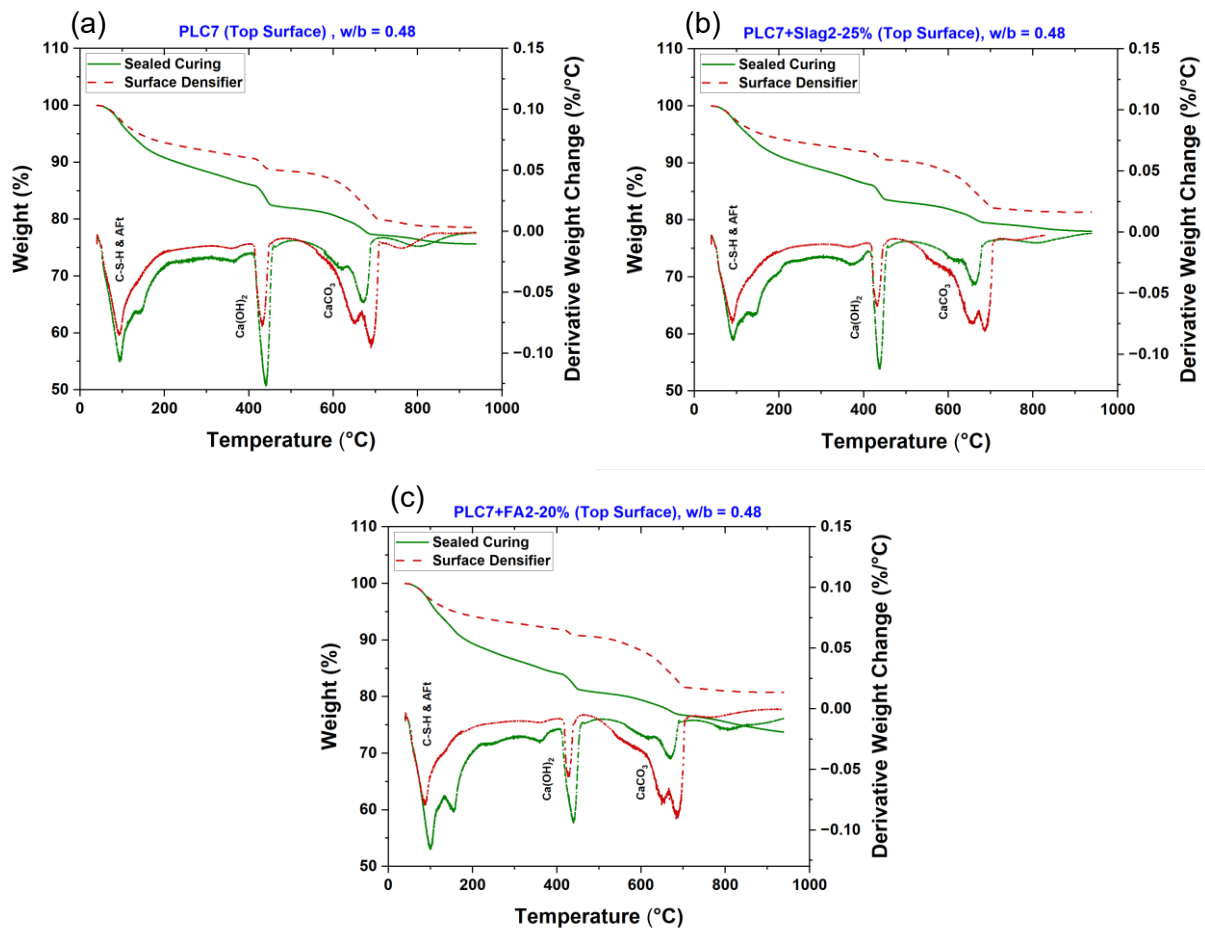 (a)
PLC7 (Top Surface) , w/b = 0.48
Sealed Curing
Surface Densifier
110
100
90
80
70
60
50
Weight (%)
0.15
0.10
0.05
0.00
−0.05
−0.10
Derivative Weight Change (%/°C)
C-S-H & AFt
Ca(OH)2
CaCO3
0 200 400 600 800 1000
Temperature (°C)
(b)
PLC7+Slag2-25% (Top Surface), w/b = 0.48
Sealed Curing
Surface Densifier
110
100
90
80
70
60
50
Weight (%)
0.15
0.10
0.05
0.00
−0.05
−0.10
Derivative Weight Change (%/°C)
C-S-H & AFt
Ca(OH)2
CaCO3
0 200 400 600 800 1000
Temperature (°C)
(c)
PLC7+FA2-20% (Top Surface), w/b = 0.48
Sealed Curing
Surface Densifier
110
100
90
80
70
60
50
Weight (%)
0.15
0.10
0.05
0.00
−0.05
−0.10
Derivative Weight Change (%/°C)
C-S-H & AFt
Ca(OH)2
CaCO3
0 200 400 600 800 1000
Temperature (°C)